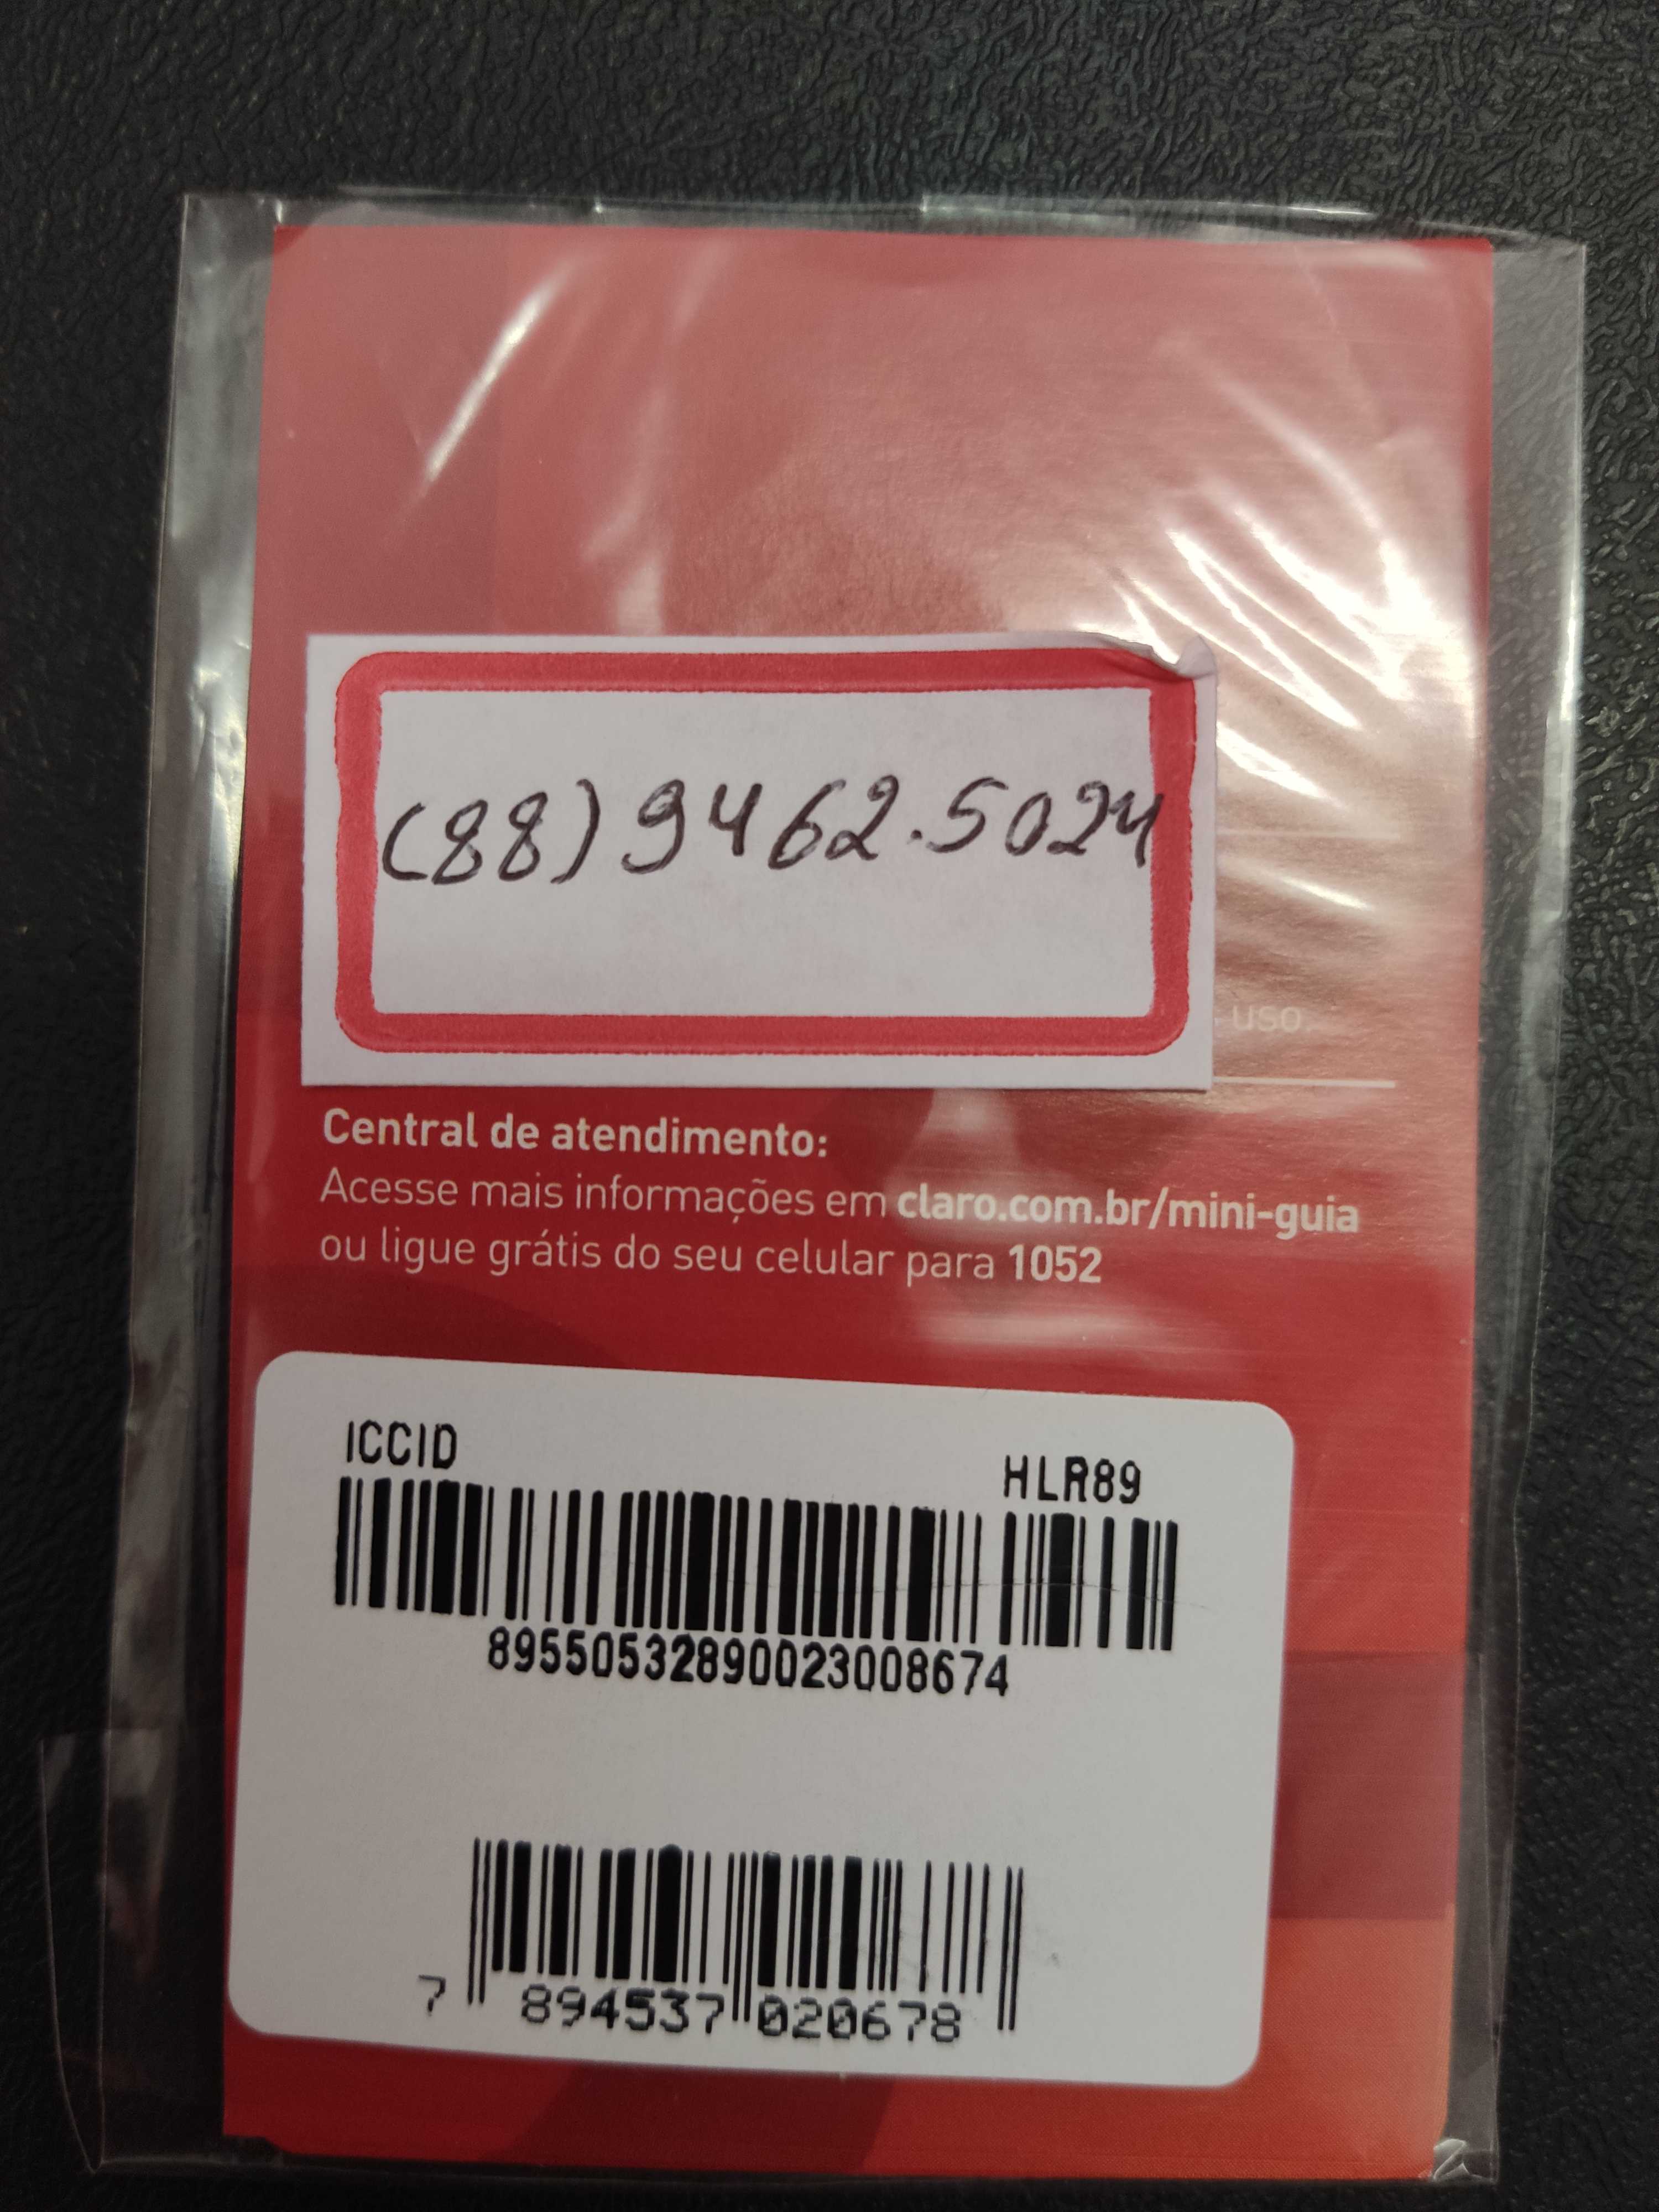 (88) 9462.5024
uso.
Central de atendimento:
Acesse mais informações em claro.com.br/mini-guia
ou ligue grátis do seu celular para 1052
ICCID
HLR89
89550532890023008674
7 894537 020678